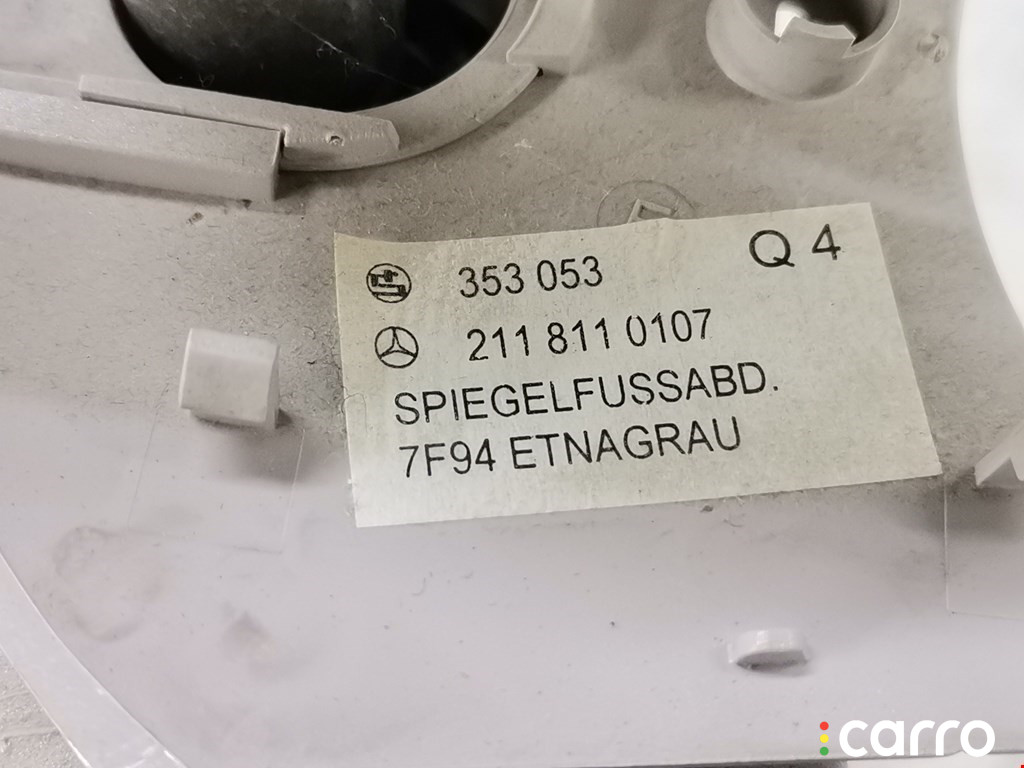 353 053 Q 4
211 811 0107
SPIEGELFUSSABD.
7F94 ETNAGRAU
carro